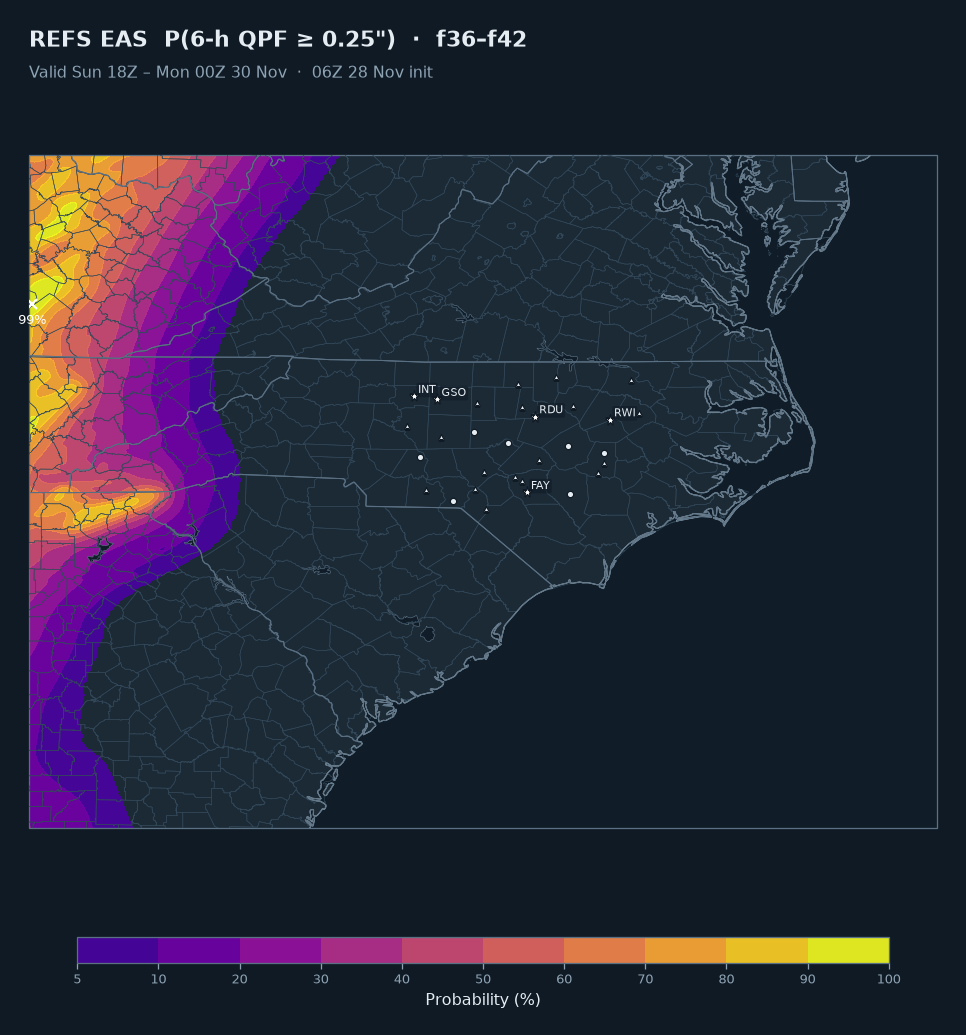 REFS EAS  P(6-h QPF ≥ 0.25")  ·  f36–f42
Valid Sun 18Z – Mon 00Z 30 Nov  ·  06Z 28 Nov init
99%
INT GSO
RDU RWI
FAY
5 10 20 30 40 50 60 70 80 90 100
Probability (%)